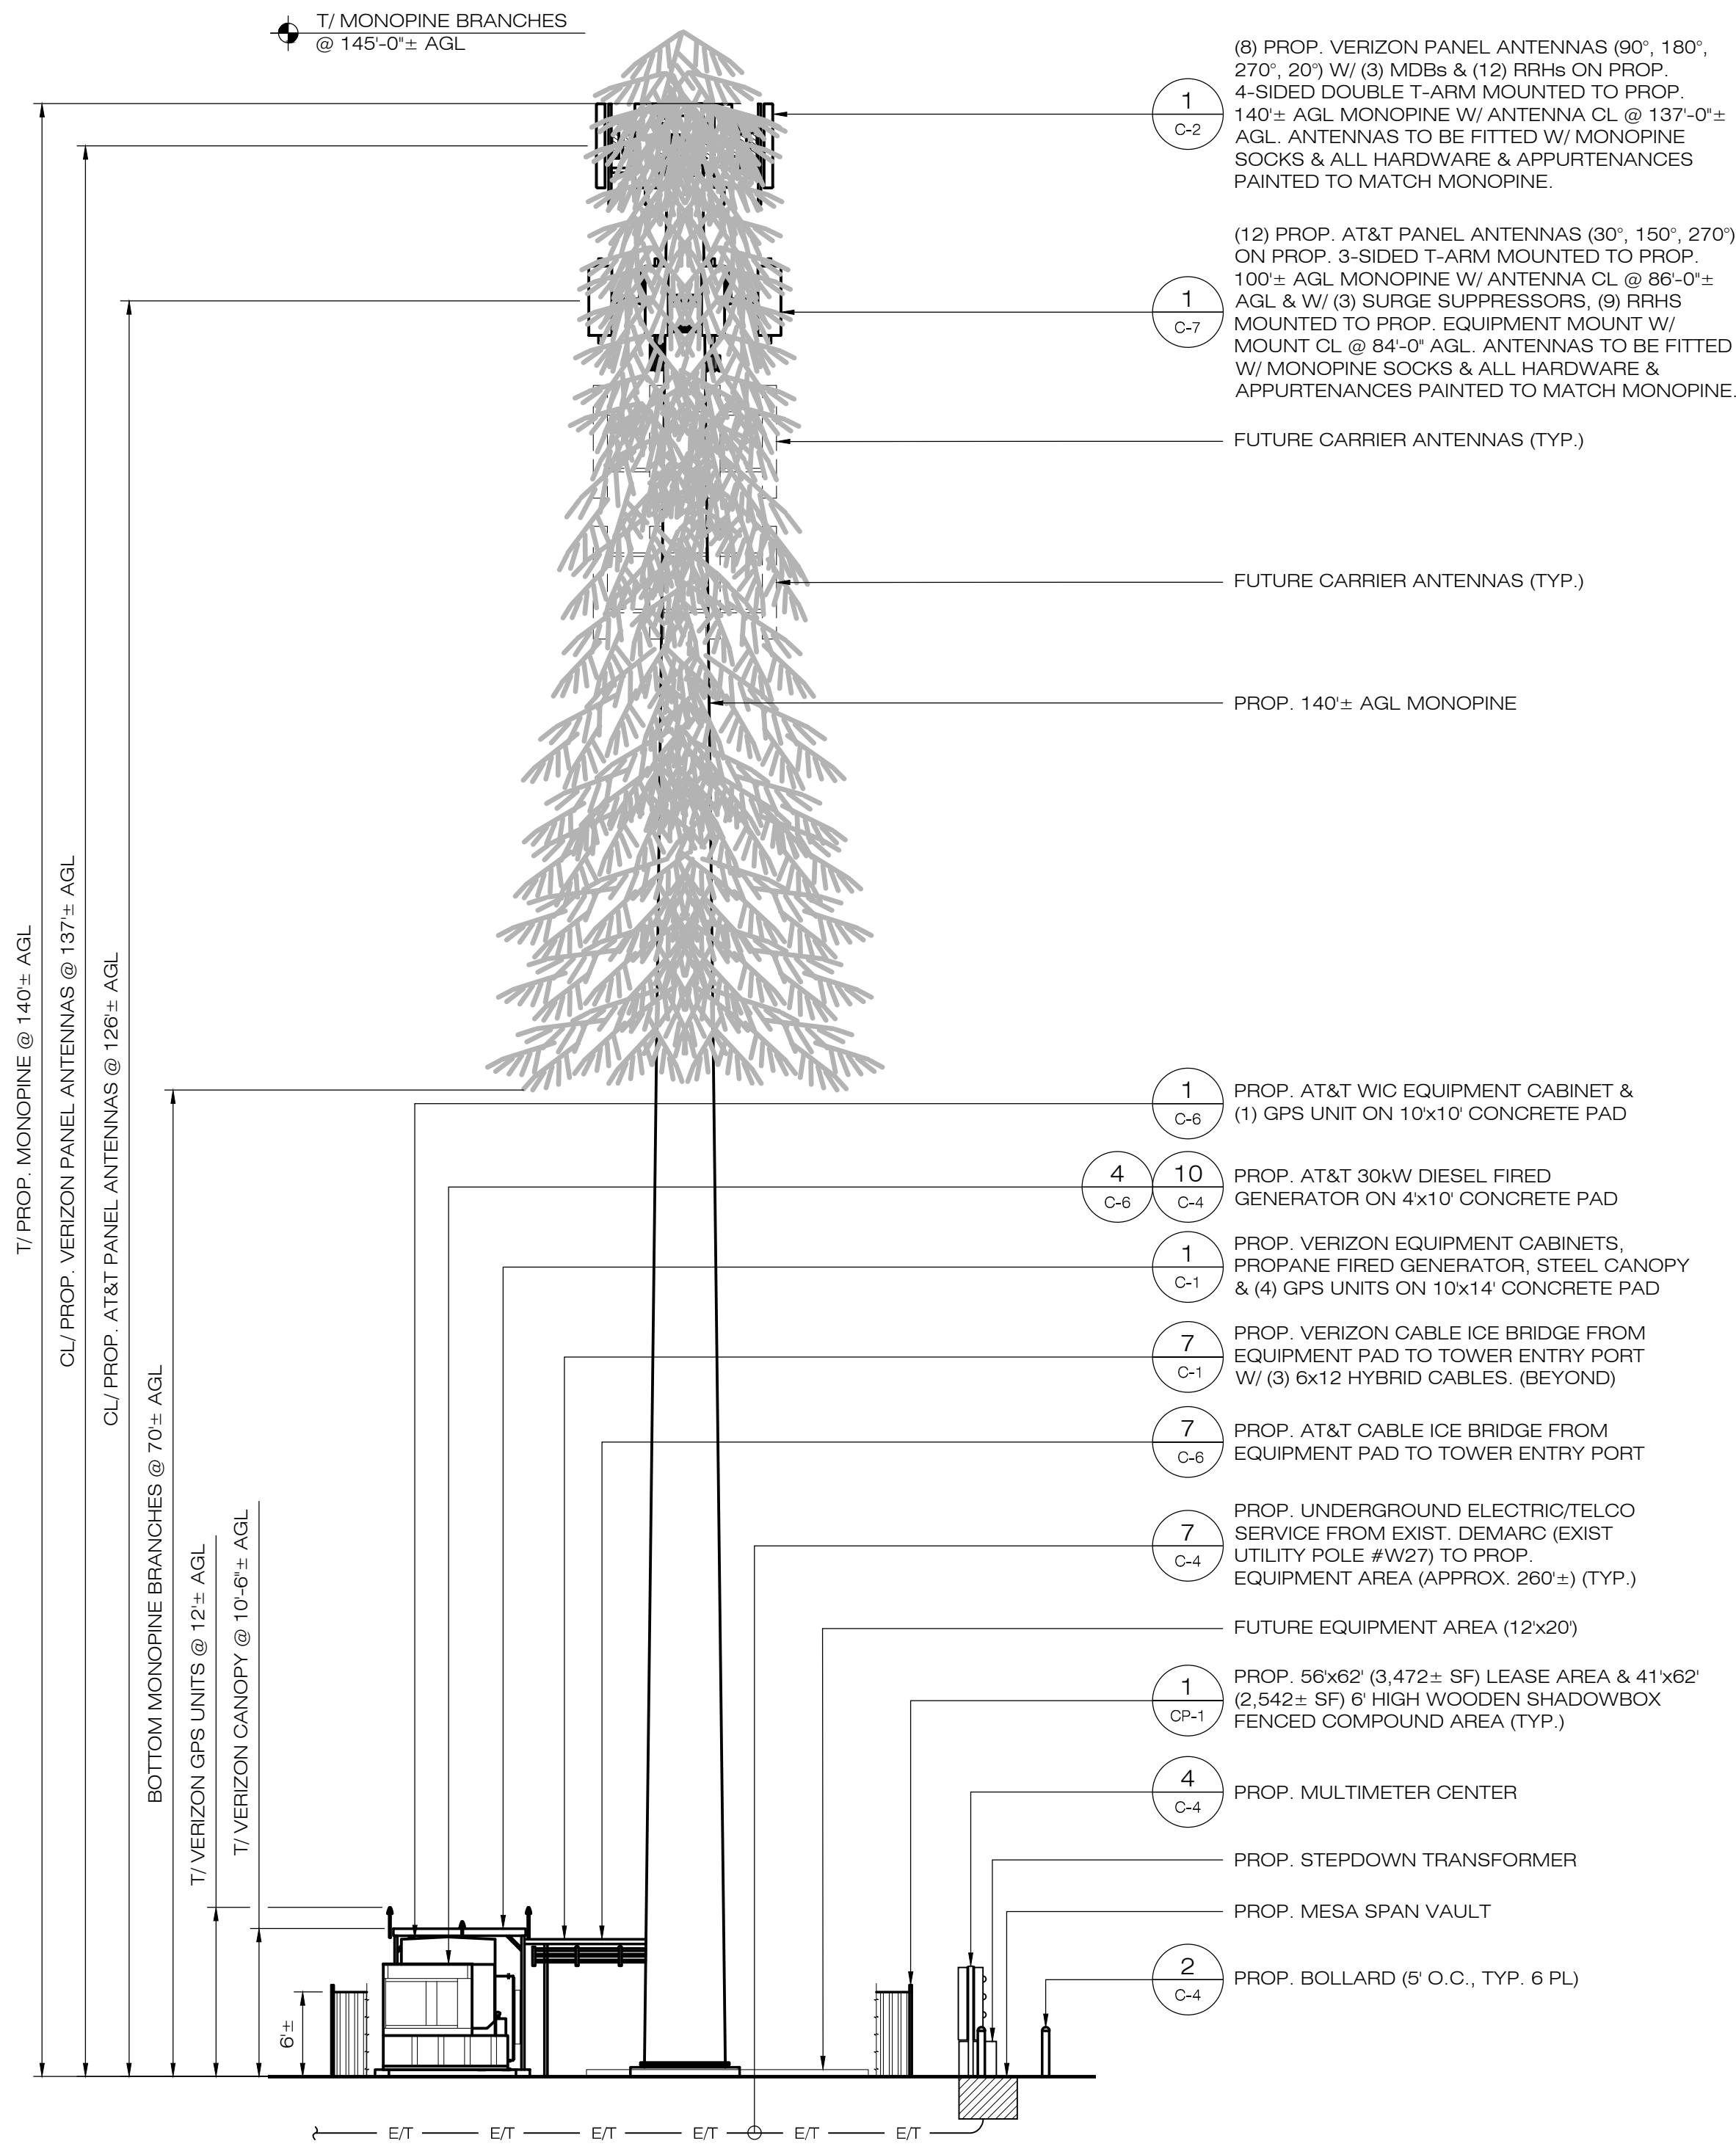 T/ MONOPINE BRANCHES
@ 145'-0"± AGL
(8) PROP. VERIZON PANEL ANTENNAS (90°, 180°,
270°, 20°) W/ (3) MDBs & (12) RRHs ON PROP.
4-SIDED DOUBLE T-ARM MOUNTED TO PROP.
140'± AGL MONOPINE W/ ANTENNA CL @ 137'-0"±
AGL. ANTENNAS TO BE FITTED W/ MONOPINE
SOCKS & ALL HARDWARE & APPURTENANCES
PAINTED TO MATCH MONOPINE.
1
C-2
(12) PROP. AT&T PANEL ANTENNAS (30°, 150°, 270°)
ON PROP. 3-SIDED T-ARM MOUNTED TO PROP.
100'± AGL MONOPINE W/ ANTENNA CL @ 86'-0"±
AGL & W/ (3) SURGE SUPPRESSORS, (9) RRHS
MOUNTED TO PROP. EQUIPMENT MOUNT W/
MOUNT CL @ 84'-0" AGL. ANTENNAS TO BE FITTED
W/ MONOPINE SOCKS & ALL HARDWARE &
APPURTENANCES PAINTED TO MATCH MONOPINE.
1
C-7
FUTURE CARRIER ANTENNAS (TYP.)
FUTURE CARRIER ANTENNAS (TYP.)
PROP. 140'± AGL MONOPINE
T/ PROP. MONOPINE @ 140'± AGL
CL/ PROP. VERIZON PANEL ANTENNAS @ 137'± AGL
CL/ PROP. AT&T PANEL ANTENNAS @ 126'± AGL
BOTTOM MONOPINE BRANCHES @ 70'± AGL
T/ VERIZON GPS UNITS @ 12'± AGL
T/ VERIZON CANOPY @ 10'-6"± AGL
6'±
1
C-6
PROP. AT&T WIC EQUIPMENT CABINET &
(1) GPS UNIT ON 10'x10' CONCRETE PAD
4
C-6
10
C-4
PROP. AT&T 30kW DIESEL FIRED
GENERATOR ON 4'x10' CONCRETE PAD
1
C-1
PROP. VERIZON EQUIPMENT CABINETS,
PROPANE FIRED GENERATOR, STEEL CANOPY
& (4) GPS UNITS ON 10'x14' CONCRETE PAD
7
C-1
PROP. VERIZON CABLE ICE BRIDGE FROM
EQUIPMENT PAD TO TOWER ENTRY PORT
W/ (3) 6x12 HYBRID CABLES. (BEYOND)
7
C-6
PROP. AT&T CABLE ICE BRIDGE FROM
EQUIPMENT PAD TO TOWER ENTRY PORT
7
C-4
PROP. UNDERGROUND ELECTRIC/TELCO
SERVICE FROM EXIST. DEMARC (EXIST
UTILITY POLE #W27) TO PROP.
EQUIPMENT AREA (APPROX. 260'±) (TYP.)
FUTURE EQUIPMENT AREA (12'x20')
1
CP-1
PROP. 56'x62' (3,472± SF) LEASE AREA & 41'x62'
(2,542± SF) 6' HIGH WOODEN SHADOWBOX
FENCED COMPOUND AREA (TYP.)
4
C-4
PROP. MULTIMETER CENTER
PROP. STEPDOWN TRANSFORMER
PROP. MESA SPAN VAULT
2
C-4
PROP. BOLLARD (5' O.C., TYP. 6 PL)
E/T E/T E/T E/T E/T E/T